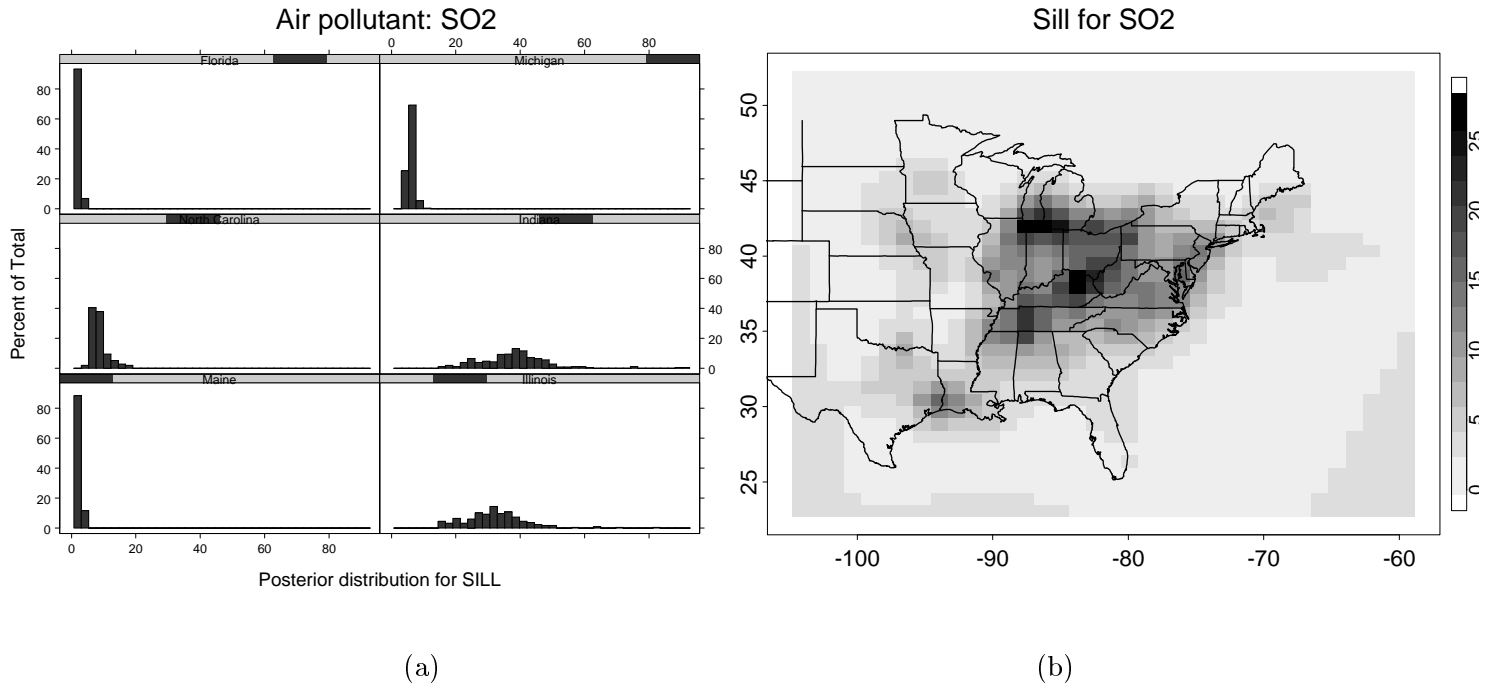 Air pollutant: SO2
0 20 40 60 80
Florida
Michigan
80
60
40
20
0
North Carolina
Indiana
80
60
40
20
0
Maine
Illinois
80
60
40
20
0
0 20 40 60 80
Percent of Total
Posterior distribution for SILL
(a)
Sill for SO2
50
45
40
35
30
25
-100 -90 -80 -70 -60
25
20
15
10
5
0
(b)